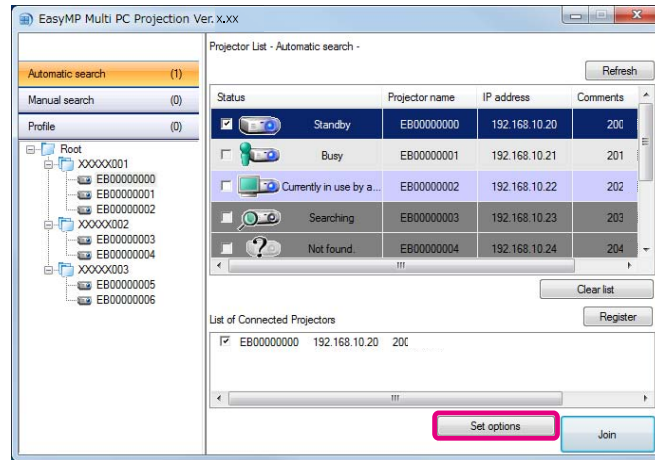 EasyMP Multi PC Projection Ver.x.xx
Projector List - Automatic search -
Automatic search (1)
Refresh
Manual search (0)
Status Projector name IP address Comments
Profile (0)
Standby EB00000000 192.168.10.20 200
Root
XXXXX001
EB00000000
EB00000001
EB00000002
XXXXX002
EB00000003
EB00000004
XXXXX003
EB00000005
EB00000006
Busy EB00000001 192.168.10.21 201
Currently in use by a... EB00000002 192.168.10.22 202
Searching EB00000003 192.168.10.23 203
Not found. EB00000004 192.168.10.24 204
Clear list
List of Connected Projectors
Register
EB00000000 192.168.10.20 200
Set options
Join